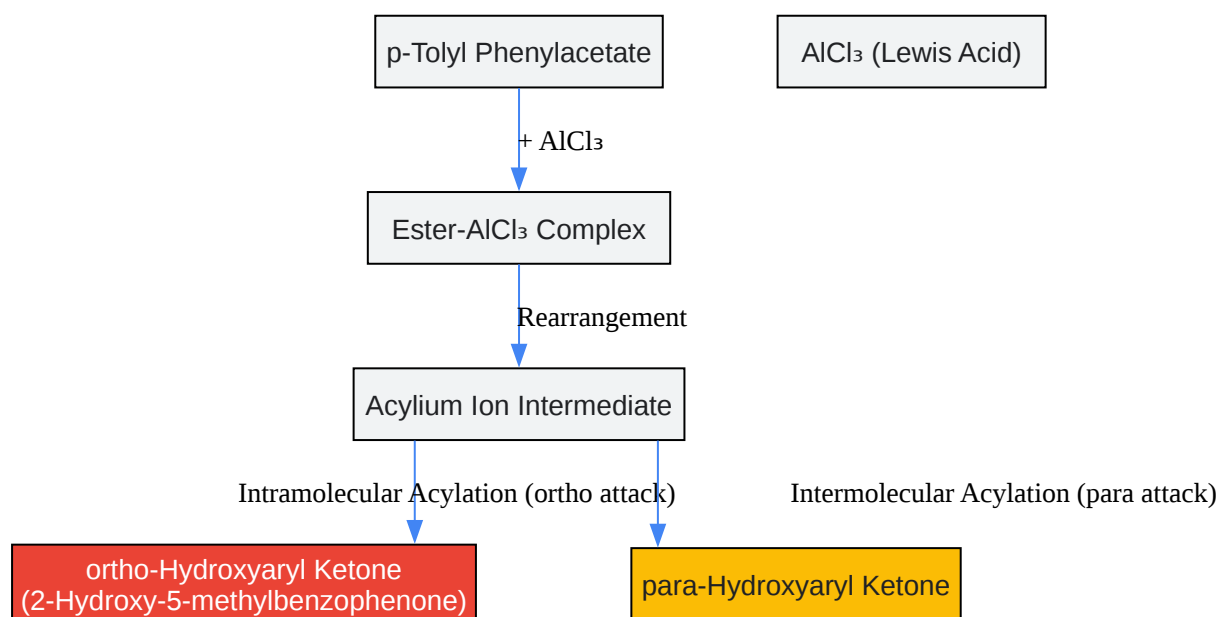 p-Tolyl Phenylacetate
AlCl₃ (Lewis Acid)
+ AlCl₃
Ester-AlCl₃ Complex
Rearrangement
Acylium Ion Intermediate
Intramolecular Acylation (ortho attack)
Intermolecular Acylation (para attack)
ortho-Hydroxyaryl Ketone
(2-Hydroxy-5-methylbenzophenone)
para-Hydroxyaryl Ketone